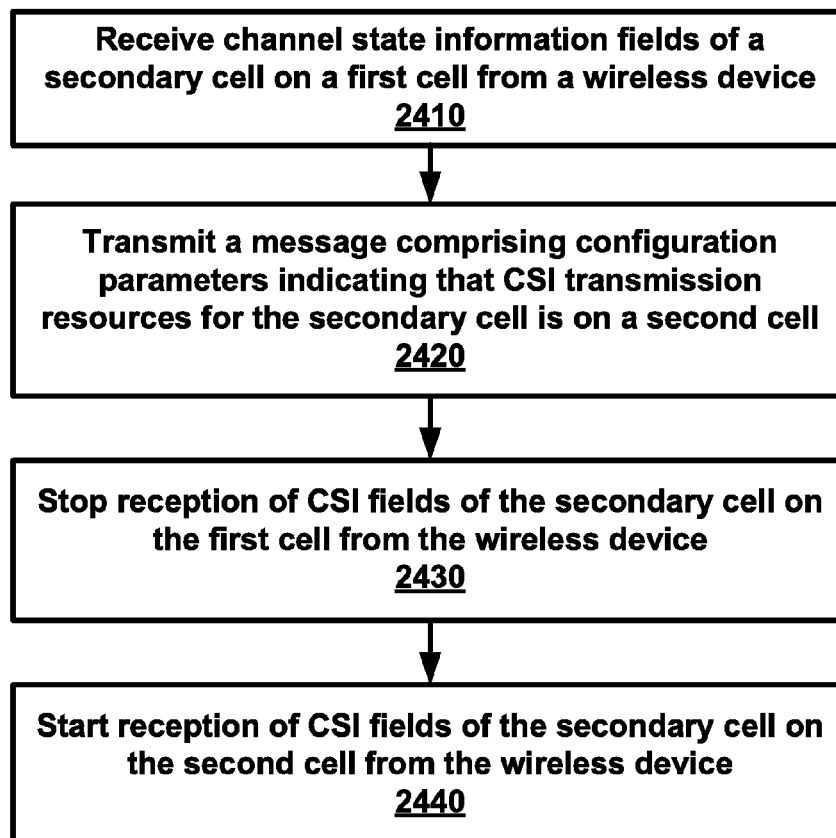 Receive channel state information fields of a
secondary cell on a first cell from a wireless device
2410
Transmit a message comprising configuration
parameters indicating that CSI transmission
resources for the secondary cell is on a second cell
2420
Stop reception of CSI fields of the secondary cell on
the first cell from the wireless device
2430
Start reception of CSI fields of the secondary cell on
the second cell from the wireless device
2440